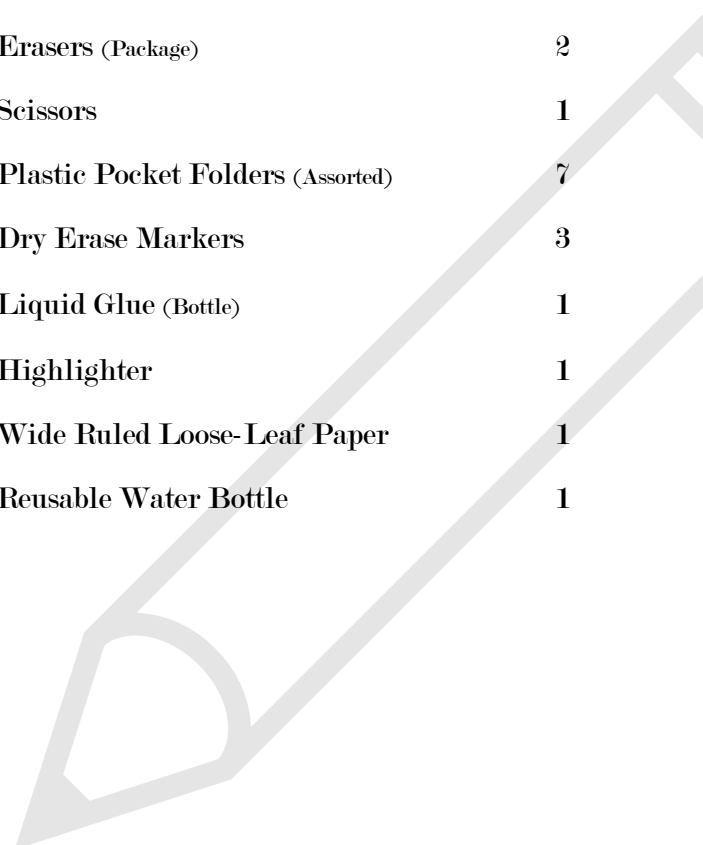 Erasers (Package) 2
Scissors 1
Plastic Pocket Folders (Assorted) 7
Dry Erase Markers 3
Liquid Glue (Bottle) 1
Highlighter 1
Wide Ruled Loose-Leaf Paper 1
Reusable Water Bottle 1